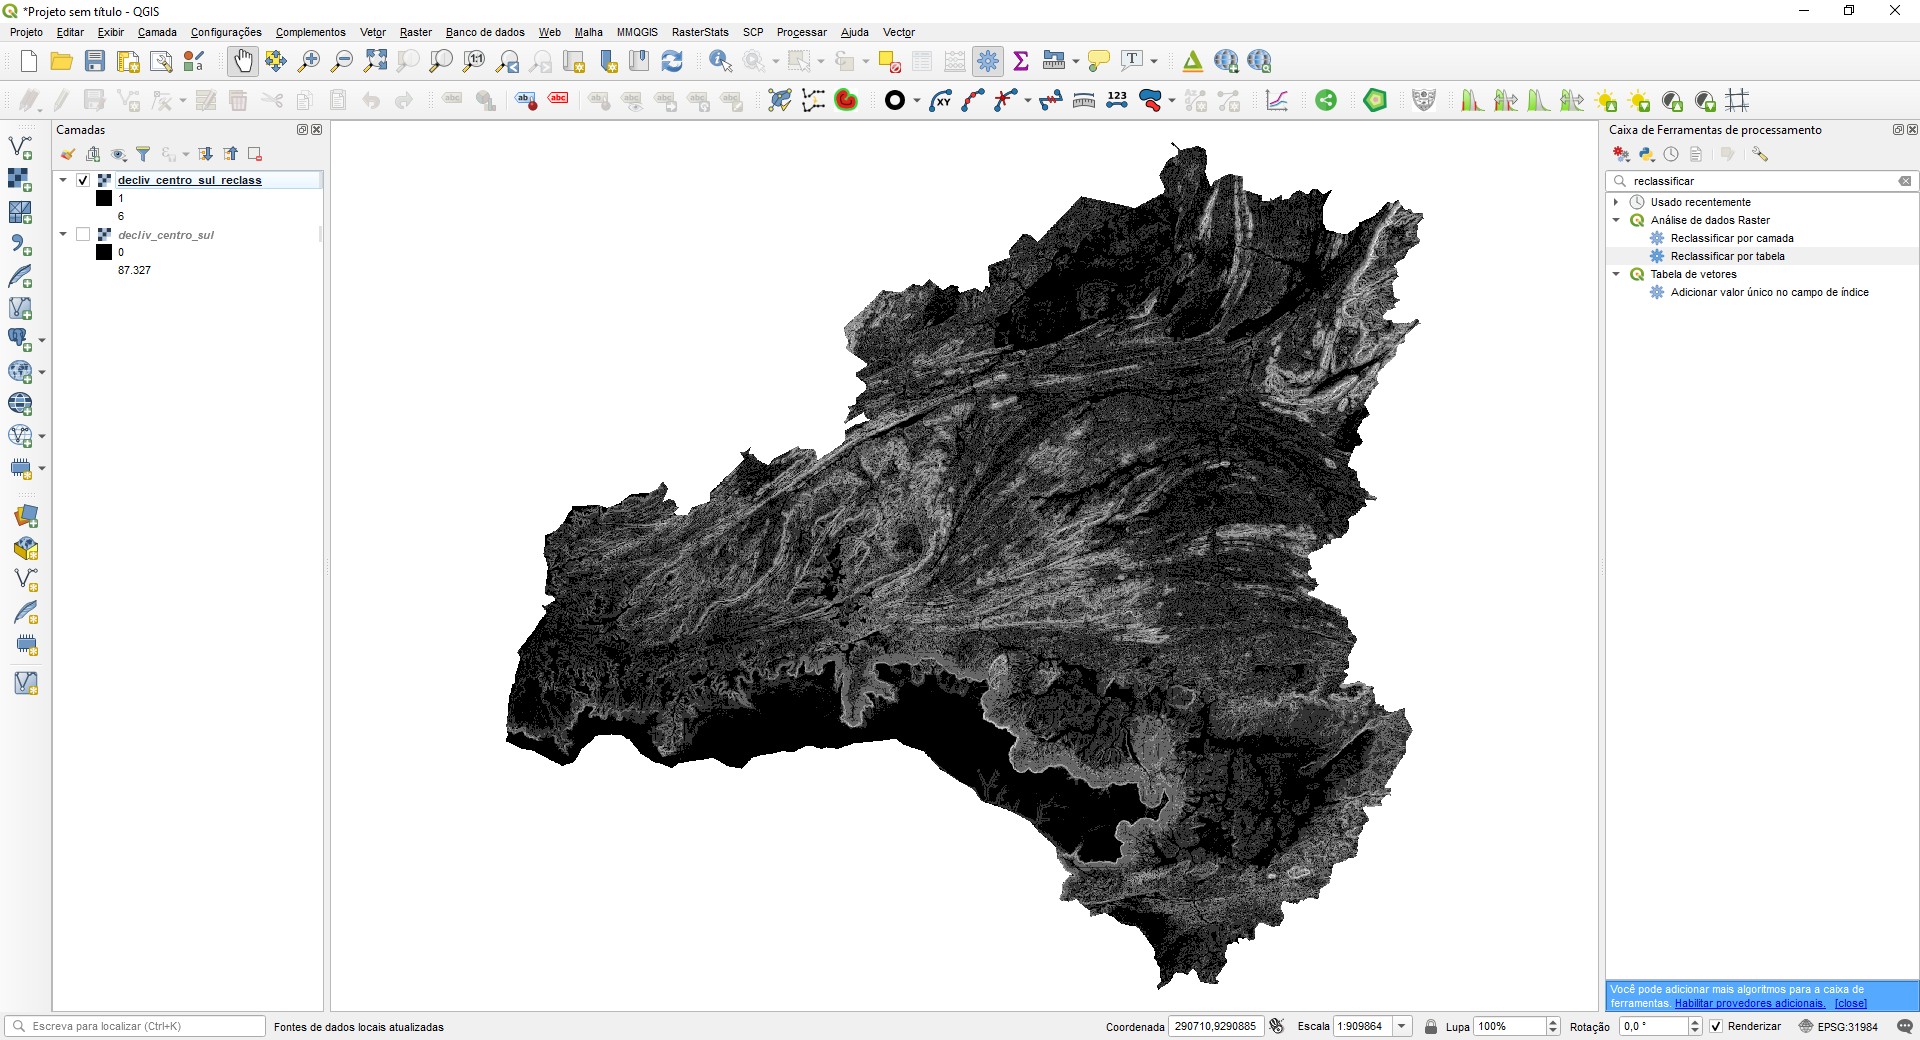 *Projeto sem título - QGIS
Projeto Editar Exibir Camada Configurações Complementos Vetor Raster Banco de dados Web Malha MMQGIS RasterStats SCP Processar Ajuda Vector
Camadas
decliv_centro_sul_reclass
1
6
decliv_centro_sul
0
87.327
Caixa de Ferramentas de processamento
reclassificar
Usado recentemente
Análise de dados Raster
Reclassificar por camada
Reclassificar por tabela
Tabela de vetores
Adicionar valor único no campo de índice
Você pode adicionar mais algoritmos para a caixa de
ferramentas. Habilitar provedores adicionais. [close]
Escreva para localizar (Ctrl+K) Fontes de dados locais atualizadas Coordenada 290710,9290885 Escala 1:909864 Lupa 100% Rotação 0,0 ° Renderizar EPSG:31984